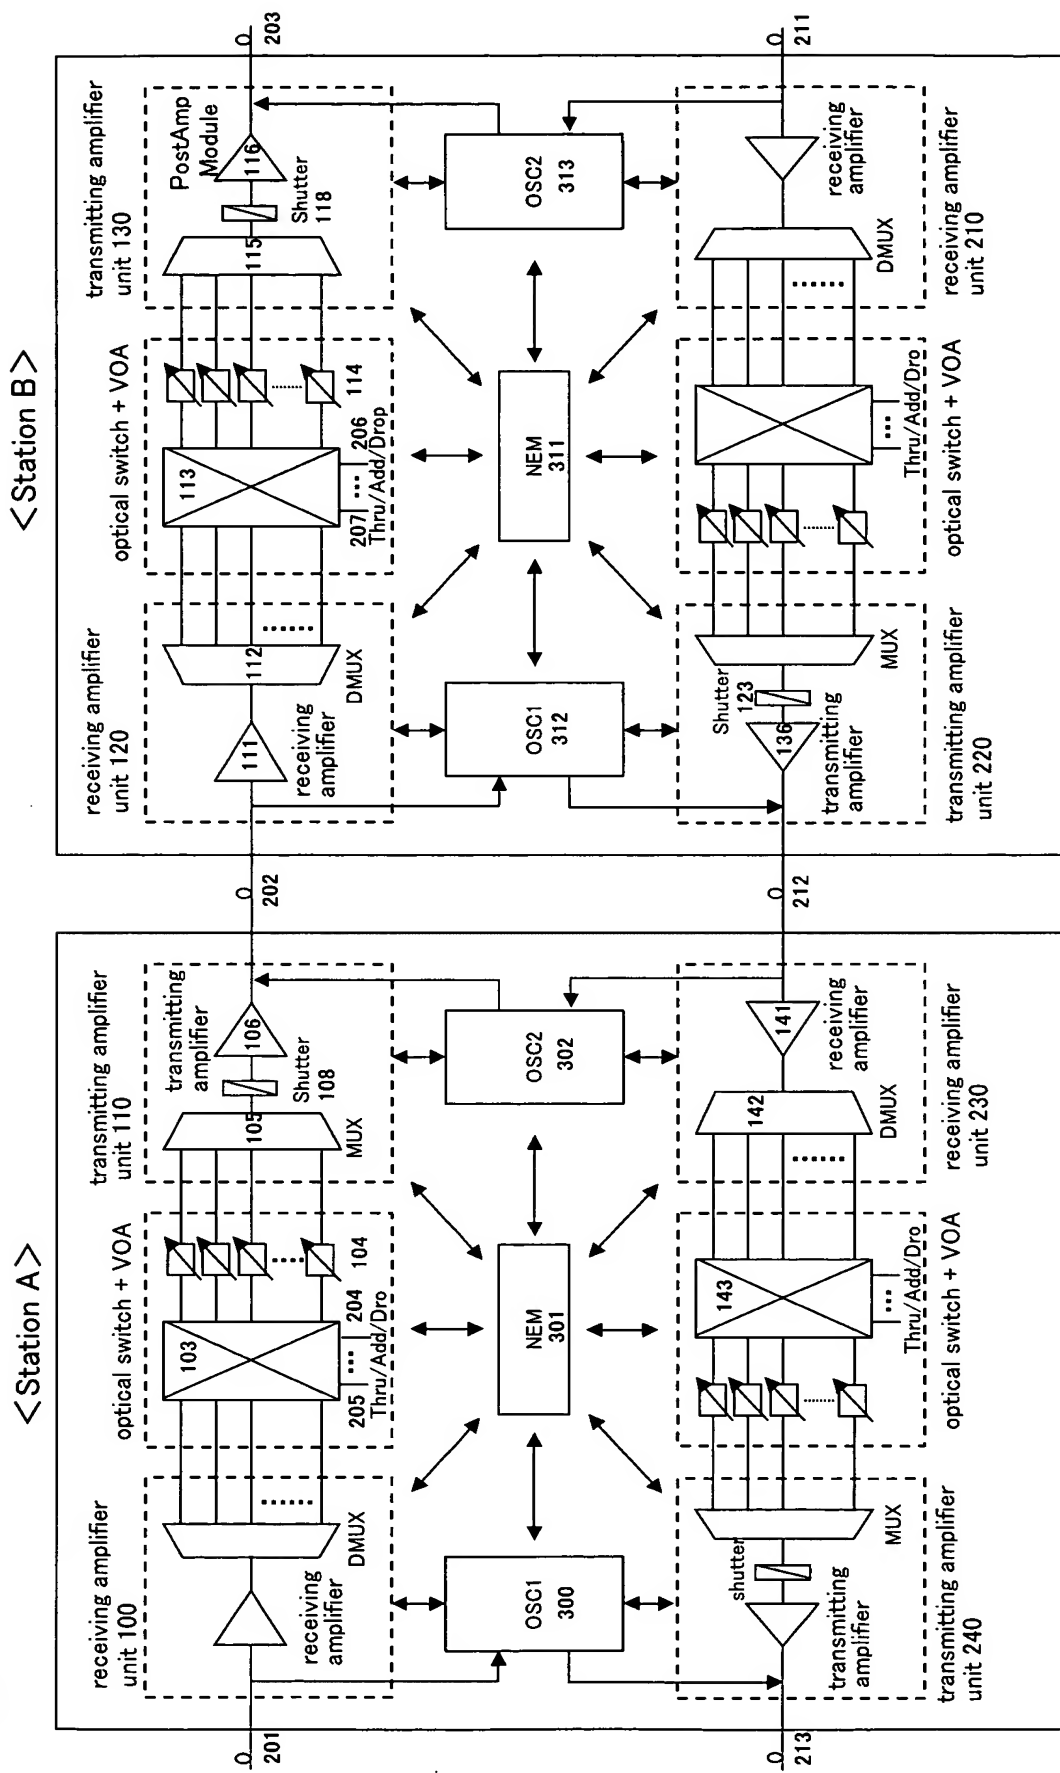 <Station A>
receiving amplifier
unit 100
receiving
amplifier
DMUX
201
optical switch + VOA
103
104
205
204
Thru/Add/Dro
transmitting amplifier
unit 110
transmitting
amplifier
105
MUX
106
Shutter
108
202
OSC1
300
NEM
301
OSC2
302
shutter
transmitting
amplifier
MUX
transmitting amplifier
unit 240
213
143
Thru/Add/Dro
optical switch + VOA
142
DMUX
141
receiving
amplifier
receiving amplifier
unit 230
212
<Station B>
receiving amplifier
unit 120
111
receiving
amplifier
112
DMUX
optical switch + VOA
113
114
207
206
Thru/Add/Drop
transmitting amplifier
unit 130
PostAmp
Module
115
116
Shutter
118
203
OSC1
312
NEM
311
OSC2
313
Shutter
123
136
transmitting
amplifier
MUX
transmitting amplifier
unit 220
Thru/Add/Dro
optical switch + VOA
DMUX
receiving
amplifier
receiving amplifier
unit 210
211